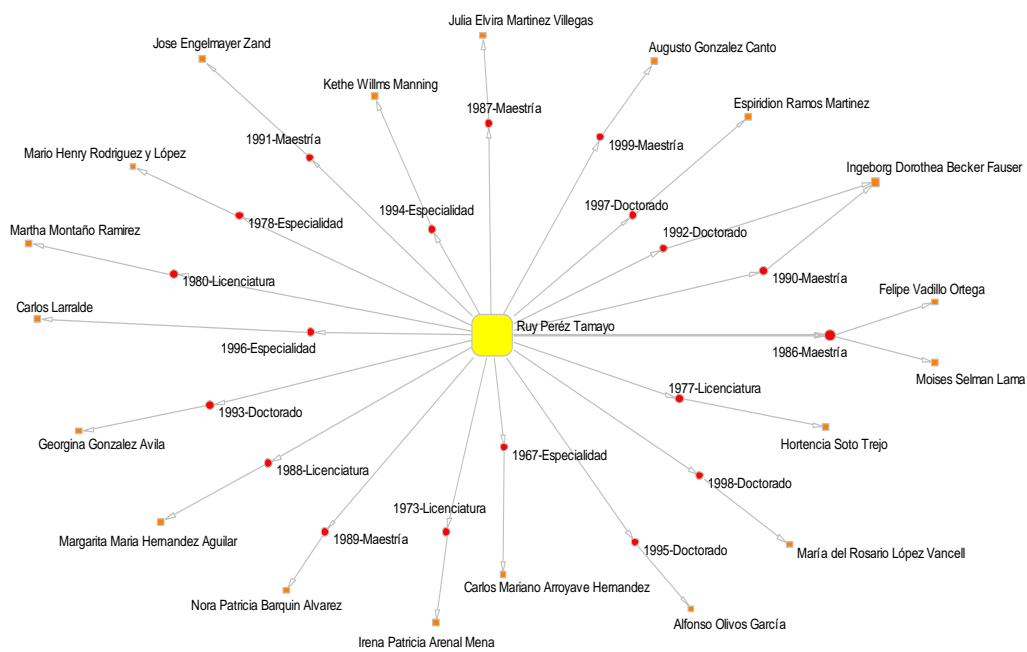 Julia Elvira Martinez Villegas
Jose Engelmayer Zand
Augusto Gonzalez Canto
Kethe Willms Manning
Espiridion Ramos Martinez
1987-Maestría
1991-Maestría
1999-Maestría
Mario Henry Rodriguez y López
Ingeborg Dorothea Becker Fauser
1997-Doctorado
1994-Especialidad
1978-Especialidad
Martha Montaño Ramirez
1992-Doctorado
1980-Licenciatura
1990-Maestría
Felipe Vadillo Ortega
Carlos Larralde
Ruy Peréz Tamayo
1996-Especialidad
1986-Maestría
Moises Selman Lama
1977-Licenciatura
1993-Doctorado
Georgina Gonzalez Avila
Hortencia Soto Trejo
1967-Especialidad
1988-Licenciatura
1998-Doctorado
1973-Licenciatura
Margarita Maria Hernandez Aguilar
1989-Maestría
1995-Doctorado
María del Rosario López Vancell
Carlos Mariano Arroyave Hernandez
Nora Patricia Barquin Alvarez
Alfonso Olivos García
Irena Patricia Arenal Mena